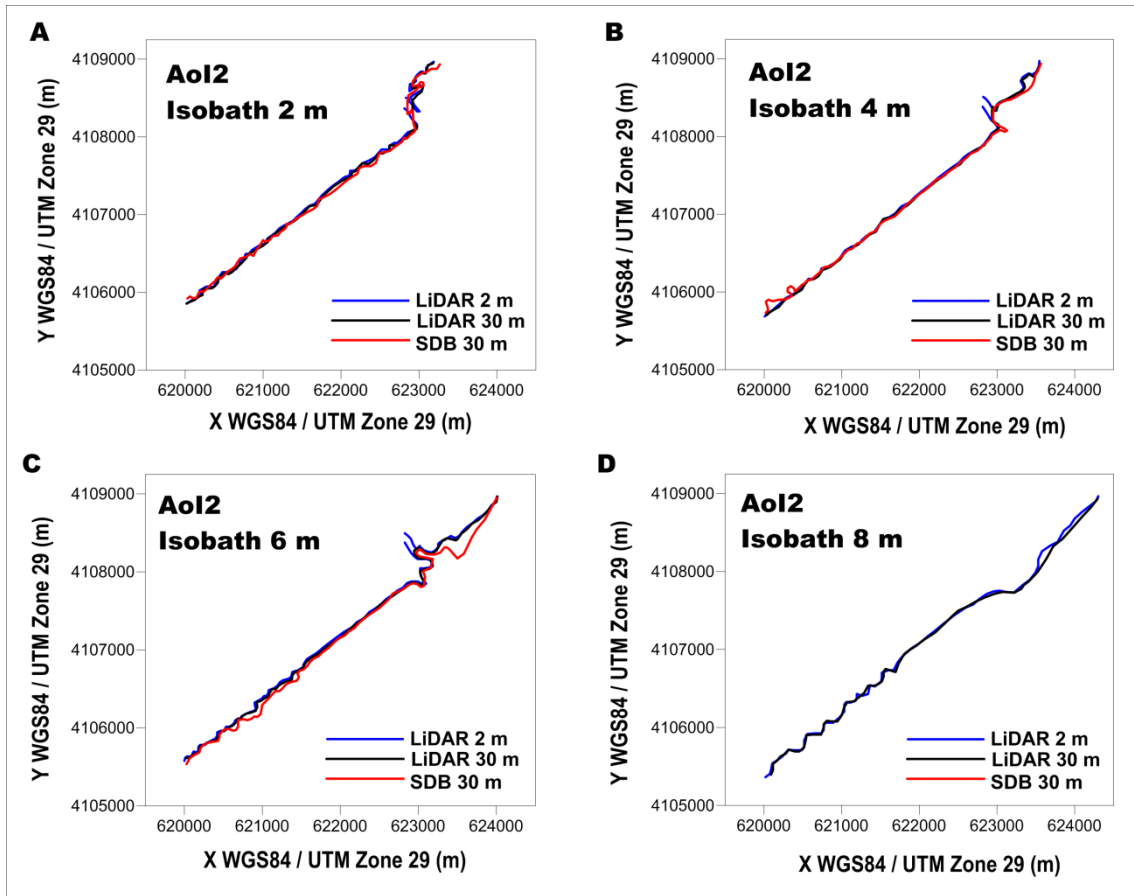 A
AoI2
Isobath 2 m
4109000
4108000
4107000
4106000
4105000
Y WGS84 / UTM Zone 29 (m)
LiDAR 2 m
LiDAR 30 m
SDB 30 m
620000 621000 622000 623000 624000
X WGS84 / UTM Zone 29 (m)
B
AoI2
Isobath 4 m
4109000
4108000
4107000
4106000
4105000
Y WGS84 / UTM Zone 29 (m)
LiDAR 2 m
LiDAR 30 m
SDB 30 m
620000 621000 622000 623000 624000
X WGS84 / UTM Zone 29 (m)
C
AoI2
Isobath 6 m
4109000
4108000
4107000
4106000
4105000
Y WGS84 / UTM Zone 29 (m)
LiDAR 2 m
LiDAR 30 m
SDB 30 m
620000 621000 622000 623000 624000
X WGS84 / UTM Zone 29 (m)
D
AoI2
Isobath 8 m
4109000
4108000
4107000
4106000
4105000
Y WGS84 / UTM Zone 29 (m)
LiDAR 2 m
LiDAR 30 m
SDB 30 m
620000 621000 622000 623000 624000
X WGS84 / UTM Zone 29 (m)